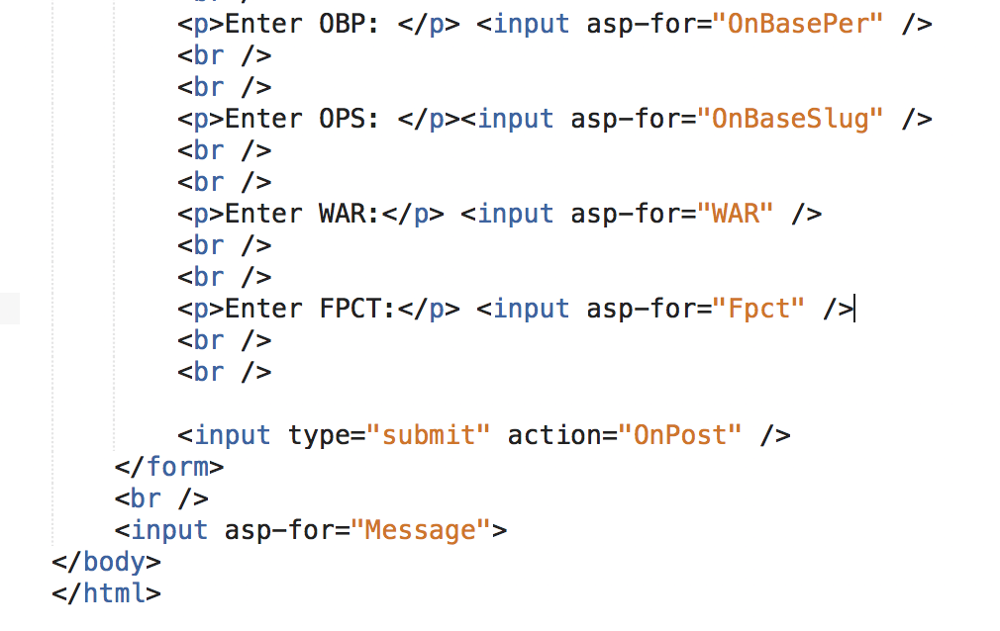 <p>Enter OBP: </p> <input asp-for="OnBasePer" />
<br />
<br />
<p>Enter OPS: </p><input asp-for="OnBaseSlug" />
<br />
<br />
<p>Enter WAR:</p> <input asp-for="WAR" />
<br />
<br />
<p>Enter FPCT:</p> <input asp-for="Fpct" />
<br />
<br />
<input type="submit" action="OnPost" />
</form>
<br />
<input asp-for="Message">
</body>
</html>